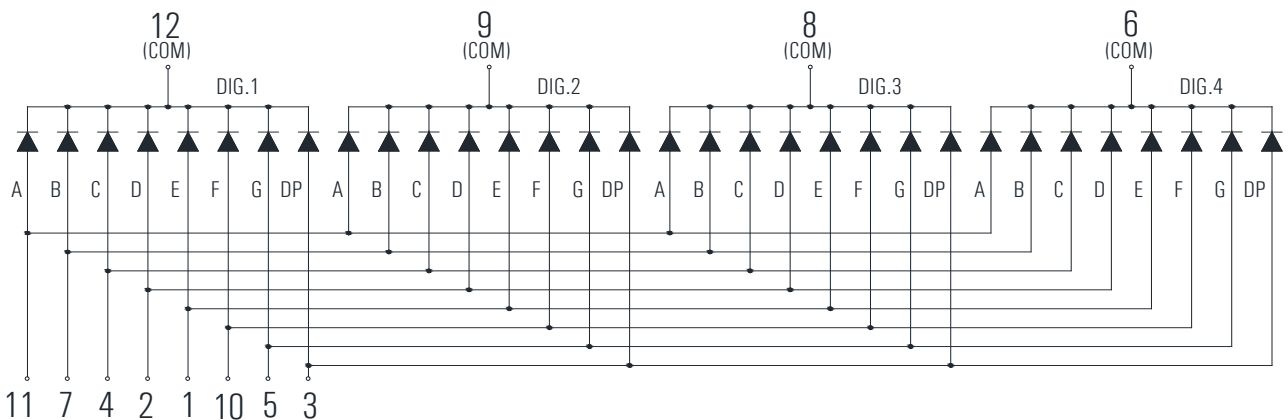 12 9 8 6
(COM) (COM) (COM) (COM)
DIG.1 DIG.2 DIG.3 DIG.4
A B C D E F G DP A B C D E F G DP A B C D E F G DP A B C D E F G DP
11 7 4 2 1 10 5 3